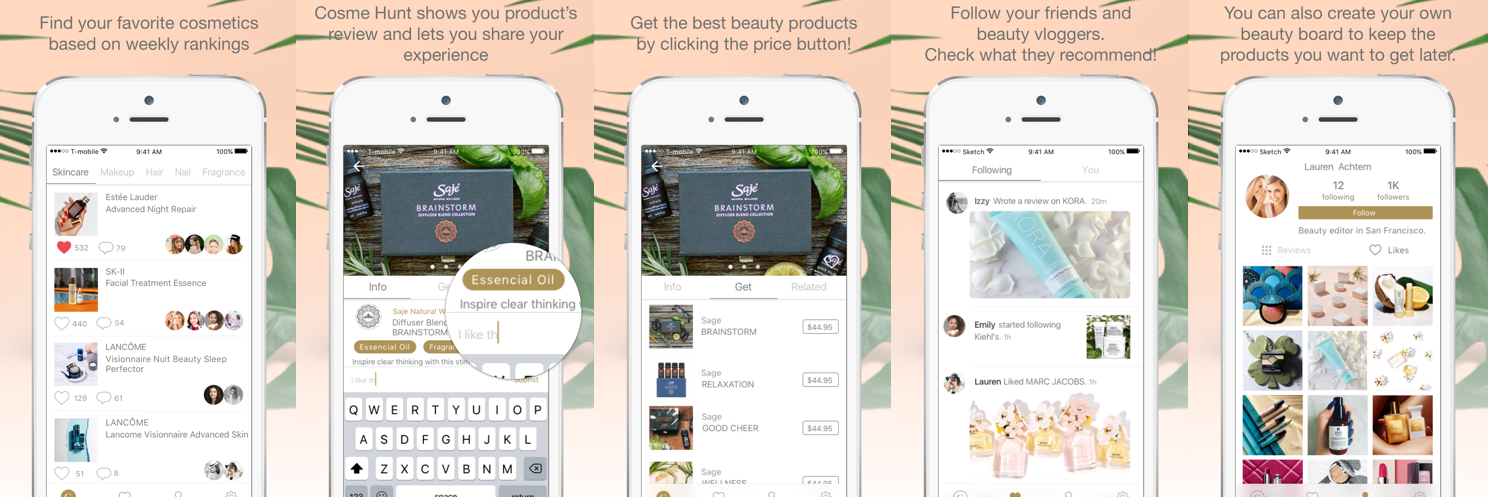 Find your favorite cosmetics
based on weekly rankings
T-mobile 9:41 AM 100%
Skincare Makeup Hair Nail Fragrance
Estée Lauder
Advanced Night Repair
532 79
SK-II
Facial Treatment Essence
440 54
LANCÔME
Visionnaire Nuit Beauty Sleep
Perfector
129 61
LANCÔME
Lancome Visionnaire Advanced Skin
51 8
Cosme Hunt shows you product's
review and lets you share your
experience
T-mobile 9:41 AM 100%
Sajé
NATURAL WELLNESS
BRAINSTORM
DIFFUSER BLEND COLLECTION
Info
Saje Natural W
Diffuser Blend
BRAINSTORM
Essencial Oil Fragran
Inspire clear thinking with this stim
I like th Submit
BRAI
Essencial Oil
Inspire clear thinking w
I like th
Q W E R T Y U I O P
A S D F G H J K L
Z X C V B N M
123 space return
Get the best beauty products
by clicking the price button!
T-mobile 9:41 AM 100%
Sajé
NATURAL WELLNESS
BRAINSTORM
DIFFUSER BLEND COLLECTION
Sajé
Info Get Related
Sage
BRAINSTORM
$44.95
Sage
RELAXATION
$44.95
Sage
GOOD CHEER
$44.95
Sage
WELLNESS
$44.95
Follow your friends and
beauty vloggers.
Check what they recommend!
Sketch 9:41 AM 100%
Following You
Izzy Wrote a review on KORA. 20m
KORA
Emily started following
Kiehl's. 1h
Lauren Liked MARC JACOBS. 1h
You can also create your own
beauty board to keep the
products you want to get later.
Sketch 9:41 AM 100%
Lauren Achtem
12 1K
following followers
Follow
Beauty editor in San Francisco.
Reviews Likes